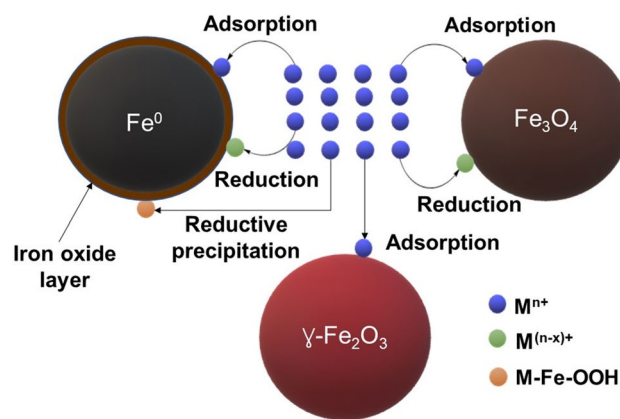 Adsorption
Adsorption
Fe⁰
Fe₃O₄
Reduction
Reduction
Reductive
precipitation
Iron oxide
layer
Adsorption
ɣ-Fe₂O₃
Mⁿ⁺
M⁽ⁿ⁻ˣ⁾⁺
M-Fe-OOH